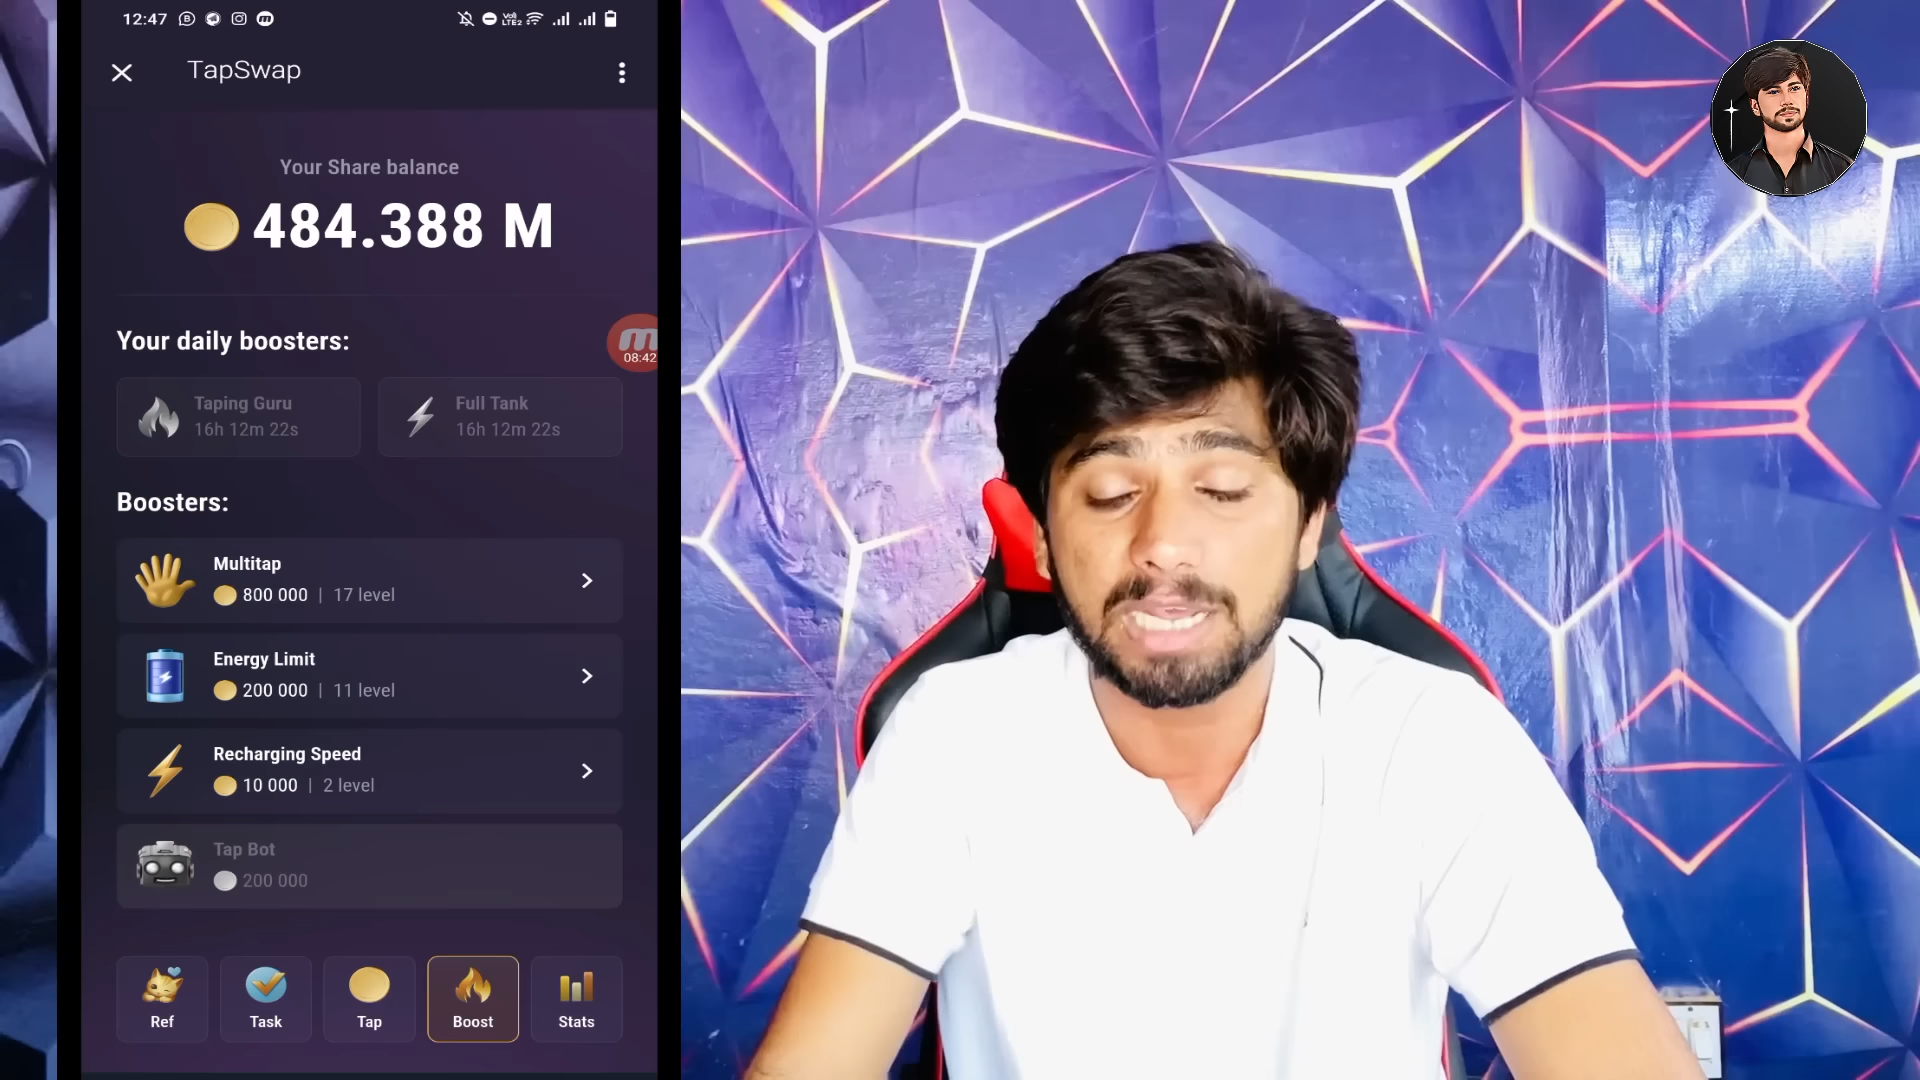 12:47
Vo)) LTE2
TapSwap
Your Share balance
484.388 M
Your daily boosters:
m
08:42
Taping Guru
16h 12m 22s
Full Tank
16h 12m 22s
Boosters:
Multitap
800 000 | 17 level
Energy Limit
200 000 | 11 level
Recharging Speed
10 000 | 2 level
Tap Bot
200 000
Ref
Task
Tap
Boost
Stats